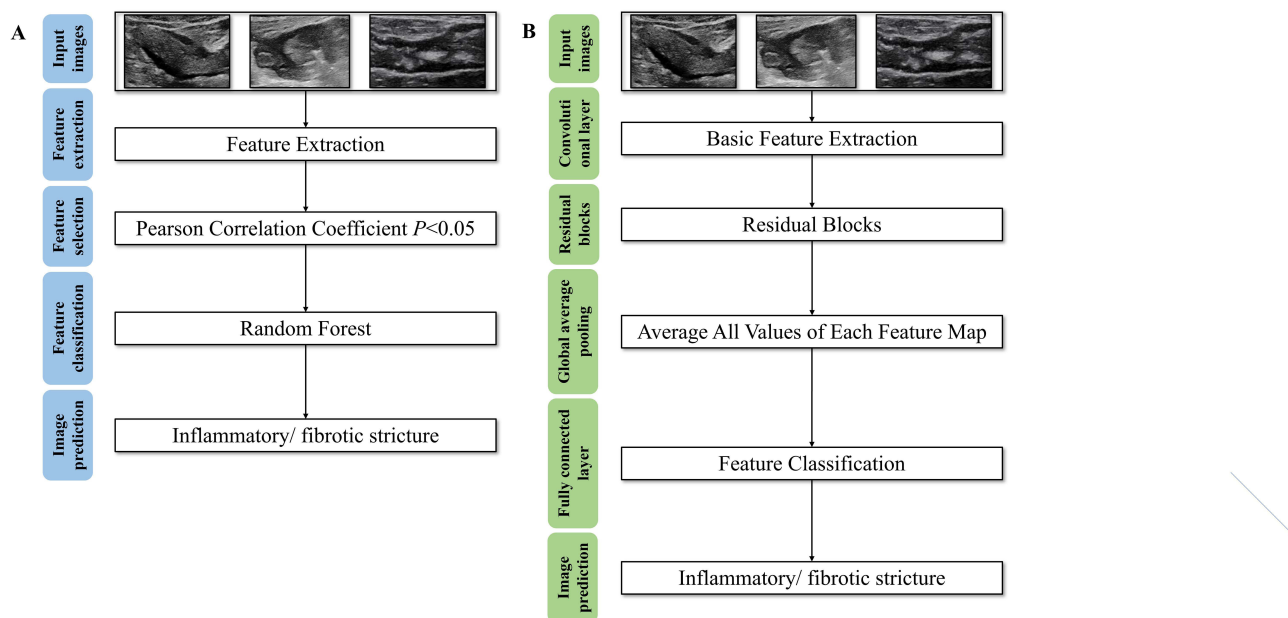 A
Input
images
Feature
extraction
Feature Extraction
Feature
selection
Pearson Correlation Coefficient P<0.05
Feature
classification
Random Forest
Image
prediction
Inflammatory/ fibrotic stricture
B
Input
images
Convoluti
onal layer
Basic Feature Extraction
Residual
blocks
Residual Blocks
Global average
pooling
Average All Values of Each Feature Map
Fully connected
layer
Feature Classification
Image
prediction
Inflammatory/ fibrotic stricture